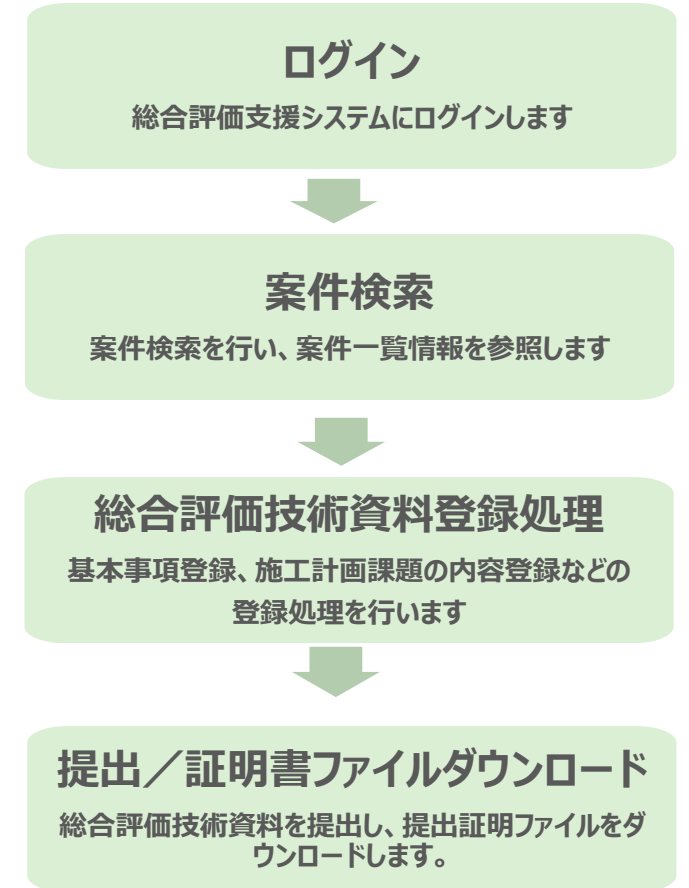 ログイン
総合評価支援システムにログインします
案件検索
案件検索を行い、案件一覧情報を参照します
総合評価技術資料登録処理
基本事項登録、施工計画課題の内容登録などの
登録処理を行います
提出／証明書ファイルダウンロード
総合評価技術資料を提出し、提出証明ファイルをダ
ウンロードします。